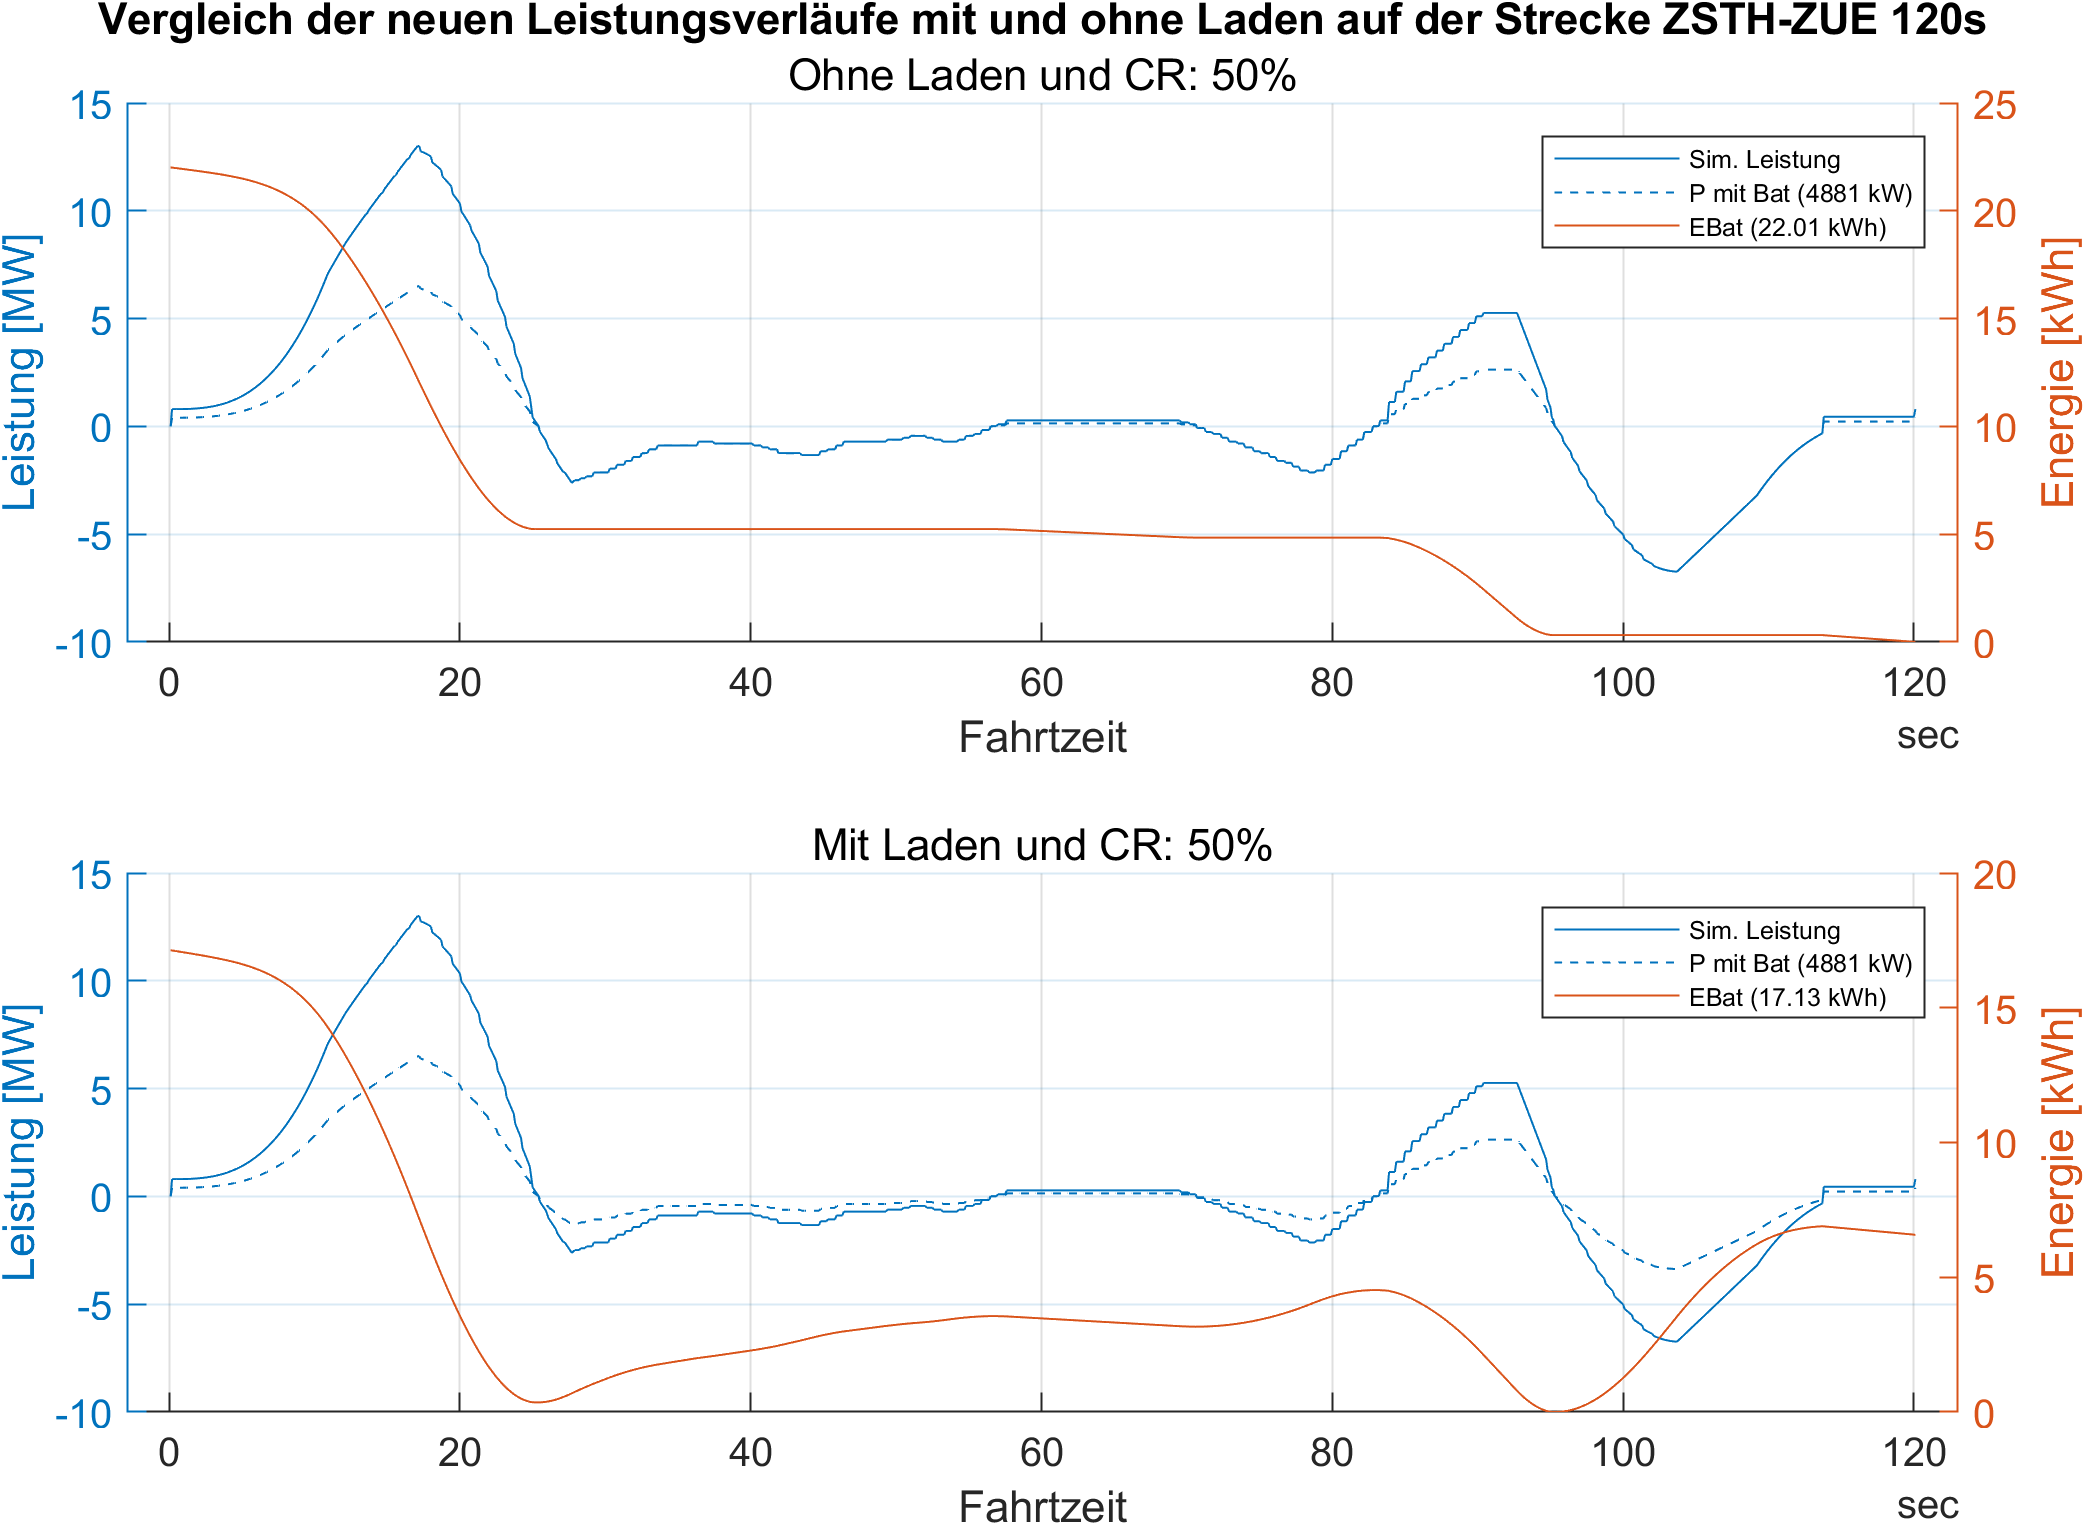 Vergleich der neuen Leistungsverläufe mit und ohne Laden auf der Strecke ZSTH-ZUE 120s
Ohne Laden und CR: 50%
15
10
5
0
-5
-10
Leistung [MW]
25
20
15
10
5
0
Energie [kWh]
Sim. Leistung
P mit Bat (4881 kW)
EBat (22.01 kWh)
0 20 40 60 80 100 120
Fahrtzeit sec
Mit Laden und CR: 50%
15
10
5
0
-5
-10
Leistung [MW]
20
15
10
5
0
Energie [kWh]
Sim. Leistung
P mit Bat (4881 kW)
EBat (17.13 kWh)
0 20 40 60 80 100 120
Fahrtzeit sec